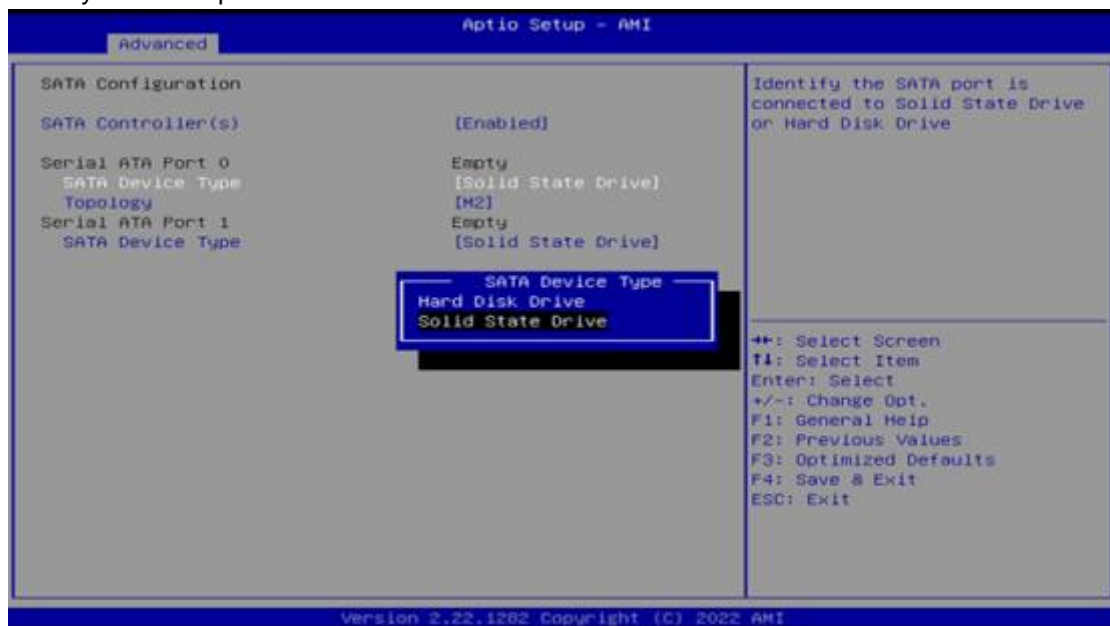 Aptio Setup - AMI
Advanced
SATA Configuration
SATA Controller(s) [Enabled]
Serial ATA Port 0 Empty
SATA Device Type [Solid State Drive]
Topology [M2]
Serial ATA Port 1 Empty
SATA Device Type [Solid State Drive]
SATA Device Type
Hard Disk Drive
Solid State Drive
Identify the SATA port is
connected to Solid State Drive
or Hard Disk Drive
→←: Select Screen
↑↓: Select Item
Enter: Select
+/-: Change Opt.
F1: General Help
F2: Previous Values
F3: Optimized Defaults
F4: Save & Exit
ESC: Exit
Version 2.22.1282 Copyright (C) 2022 AMI